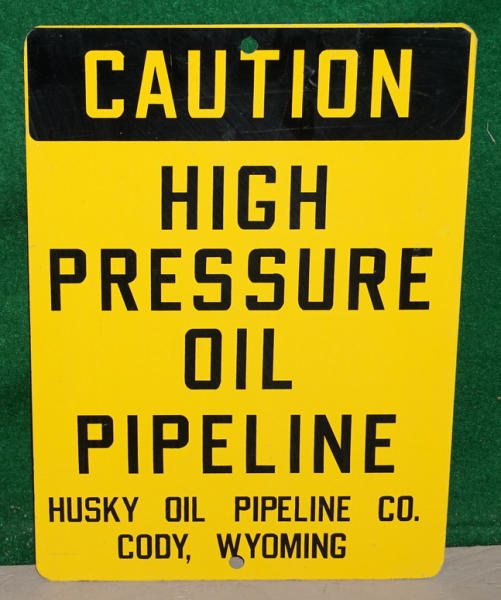 CAUTION
HIGH
PRESSURE
OIL
PIPELINE
HUSKY OIL PIPELINE CO.
CODY, WYOMING